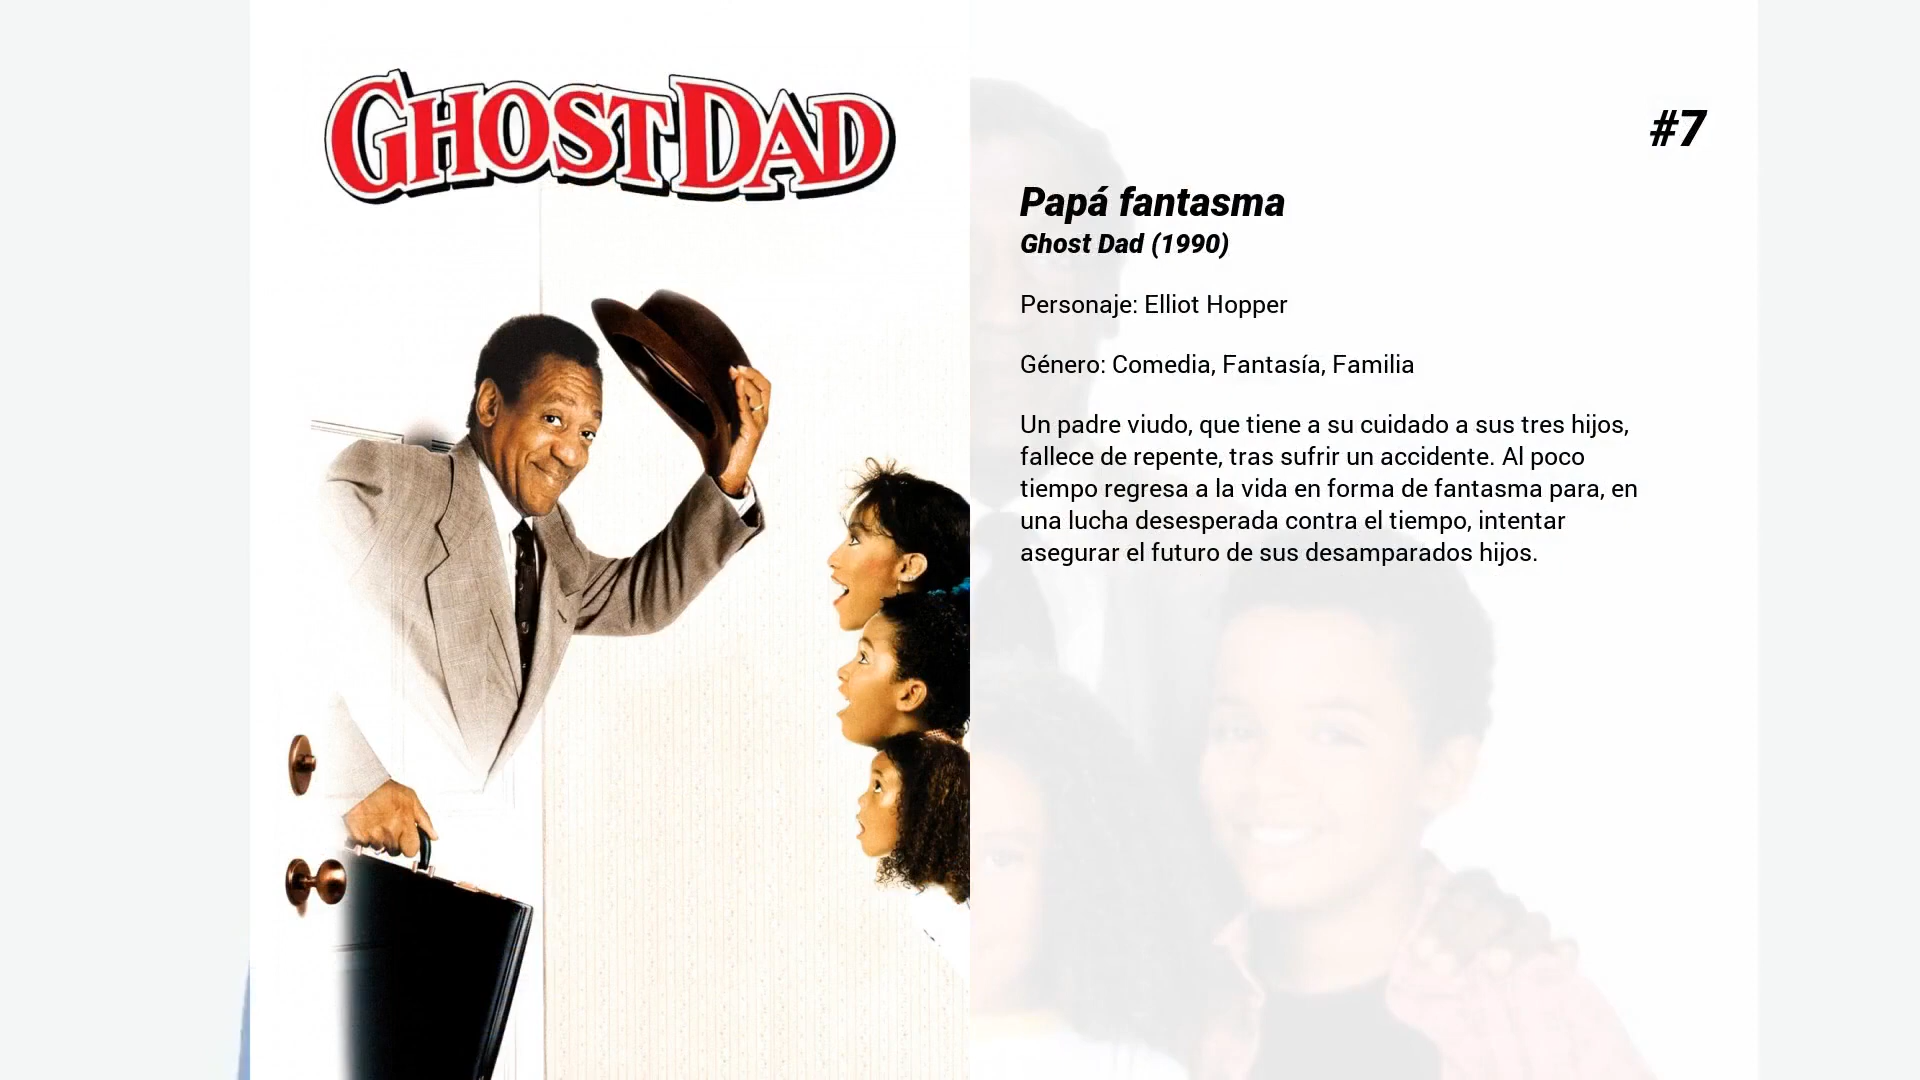 GHOST DAD
#7
Papá fantasma
Ghost Dad (1990)
Personaje: Elliot Hopper
Género: Comedia, Fantasía, Familia
Un padre viudo, que tiene a su cuidado a sus tres hijos,
fallece de repente, tras sufrir un accidente. Al poco
tiempo regresa a la vida en forma de fantasma para, en
una lucha desesperada contra el tiempo, intentar
asegurar el futuro de sus desamparados hijos.